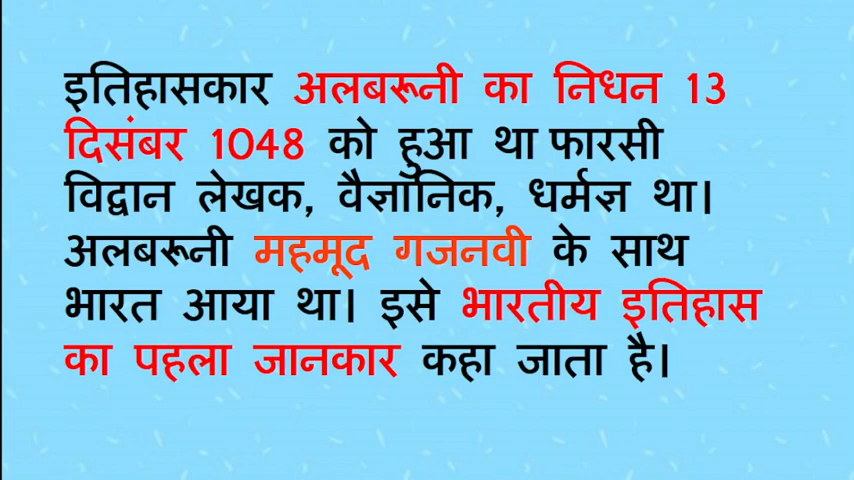 इतिहासकार अलबरूनी का निधन 13
दिसंबर 1048 को हुआ था फारसी
विद्वान लेखक, वैज्ञानिक, धर्मज्ञ था।
अलबरूनी महमूद गजनवी के साथ
भारत आया था। इसे भारतीय इतिहास
का पहला जानकार कहा जाता है।